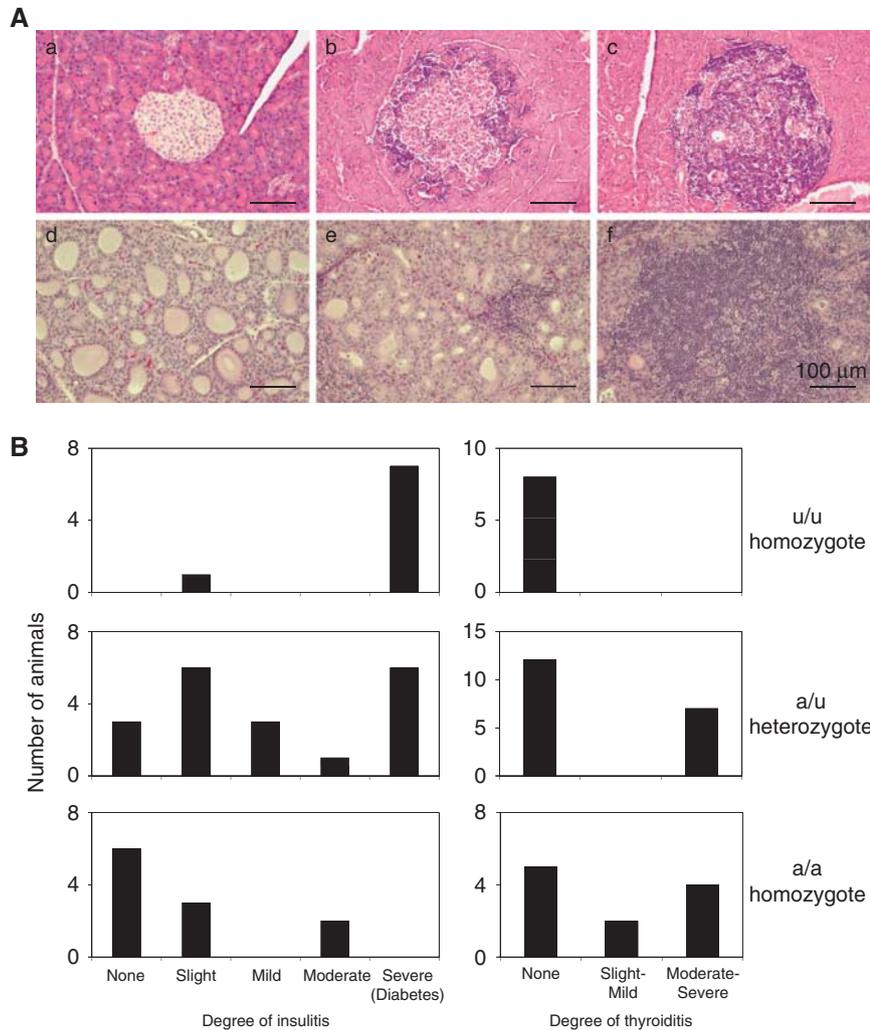 A
a
b
c
d
e
f
100 μm
B
Number of animals
8
4
0
10
5
0
u/u
homozygote
8
4
0
15
10
5
0
a/u
heterozygote
8
4
0
8
4
0
a/a
homozygote
None Slight Mild Moderate Severe
(Diabetes)
Degree of insulitis
None Slight- Moderate-
Mild Severe
Degree of thyroiditis